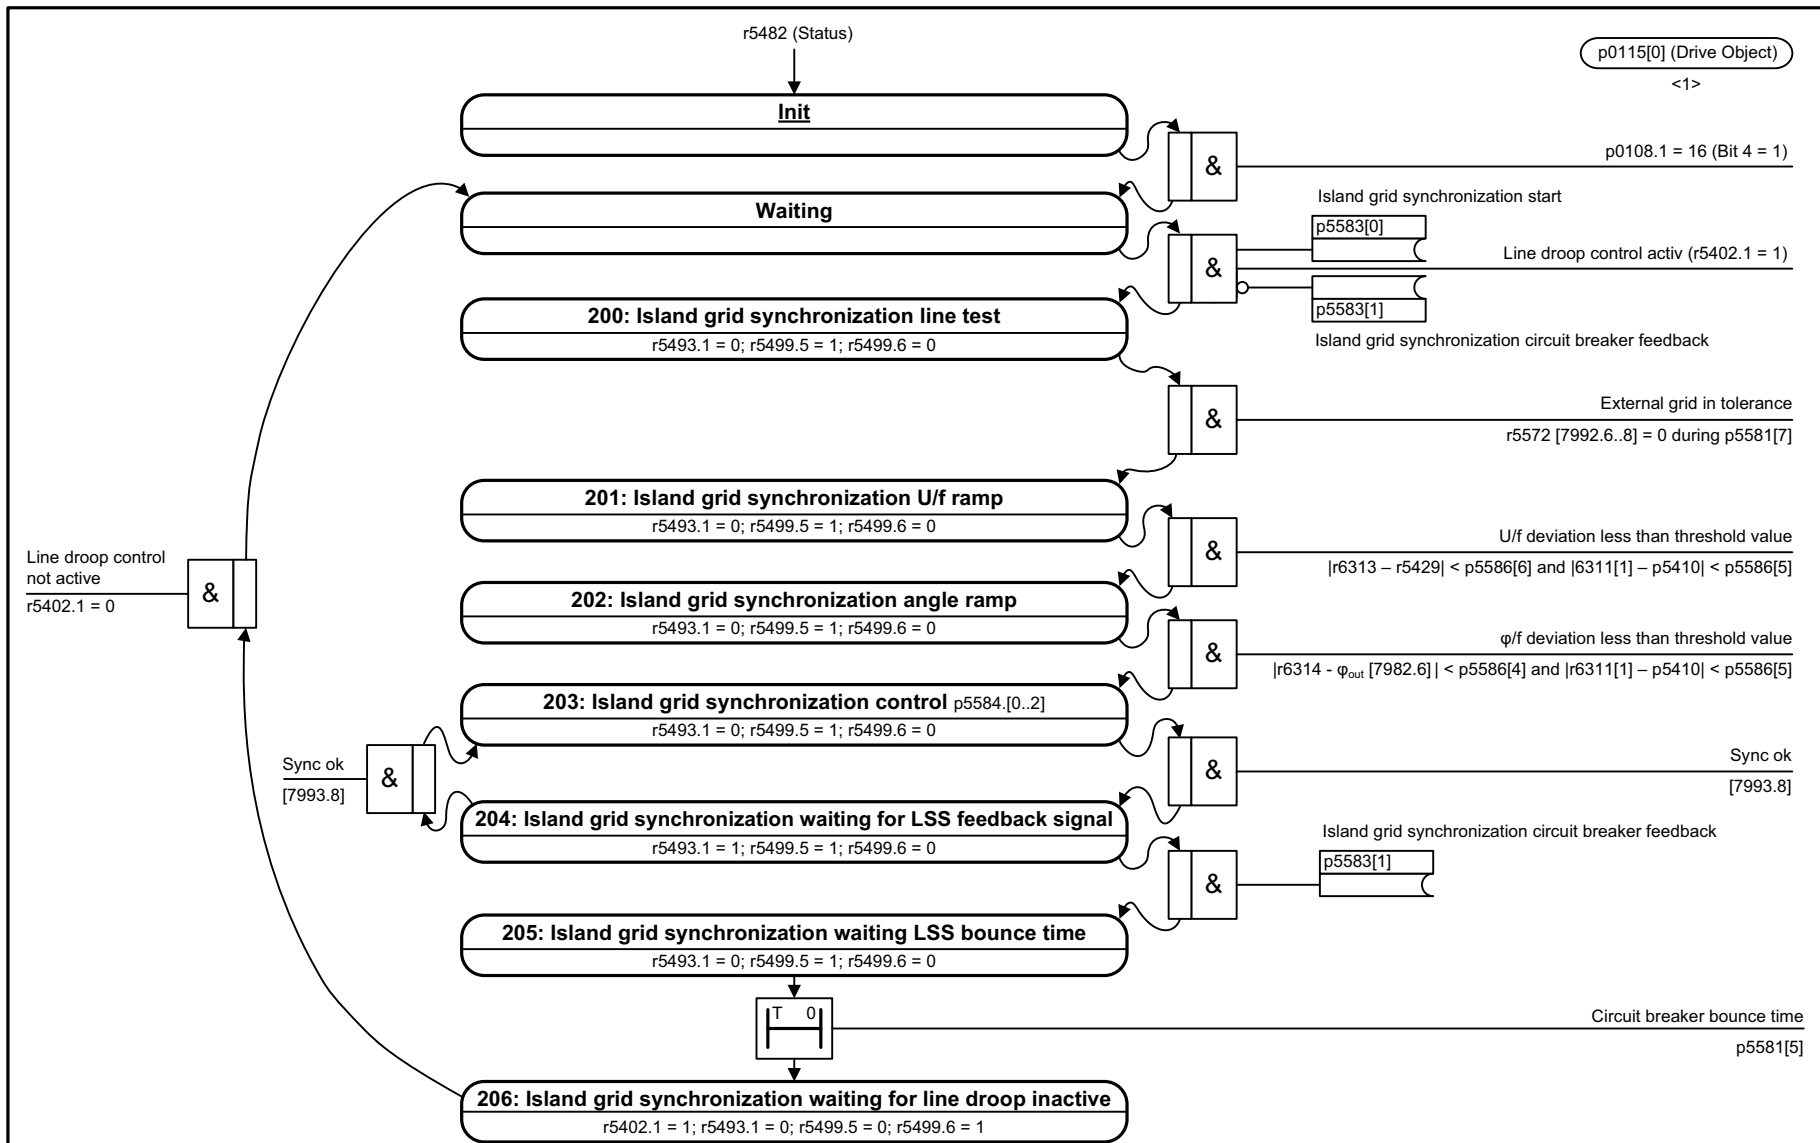 r5482 (Status)
p0115[0] (Drive Object)
<1>
Init
&
p0108.1 = 16 (Bit 4 = 1)
Waiting
Island grid synchronization start
p5583[0]
&
Line droop control activ (r5402.1 = 1)
p5583[1]
Island grid synchronization circuit breaker feedback
200: Island grid synchronization line test
r5493.1 = 0; r5499.5 = 1; r5499.6 = 0
&
External grid in tolerance
r5572 [7992.6..8] = 0 during p5581[7]
201: Island grid synchronization U/f ramp
r5493.1 = 0; r5499.5 = 1; r5499.6 = 0
&
U/f deviation less than threshold value
|r6313 – r5429| < p5586[6] and |6311[1] – p5410| < p5586[5]
Line droop control
not active
r5402.1 = 0
&
202: Island grid synchronization angle ramp
r5493.1 = 0; r5499.5 = 1; r5499.6 = 0
&
φ/f deviation less than threshold value
|r6314 - φout [7982.6] | < p5586[4] and |r6311[1] – p5410| < p5586[5]
203: Island grid synchronization control p5584.[0..2]
r5493.1 = 0; r5499.5 = 1; r5499.6 = 0
Sync ok
[7993.8]
&
&
Sync ok
[7993.8]
204: Island grid synchronization waiting for LSS feedback signal
r5493.1 = 1; r5499.5 = 1; r5499.6 = 0
Island grid synchronization circuit breaker feedback
p5583[1]
&
205: Island grid synchronization waiting LSS bounce time
r5493.1 = 0; r5499.5 = 1; r5499.6 = 0
T 0
Circuit breaker bounce time
p5581[5]
206: Island grid synchronization waiting for line droop inactive
r5402.1 = 1; r5493.1 = 0; r5499.5 = 0; r5499.6 = 1